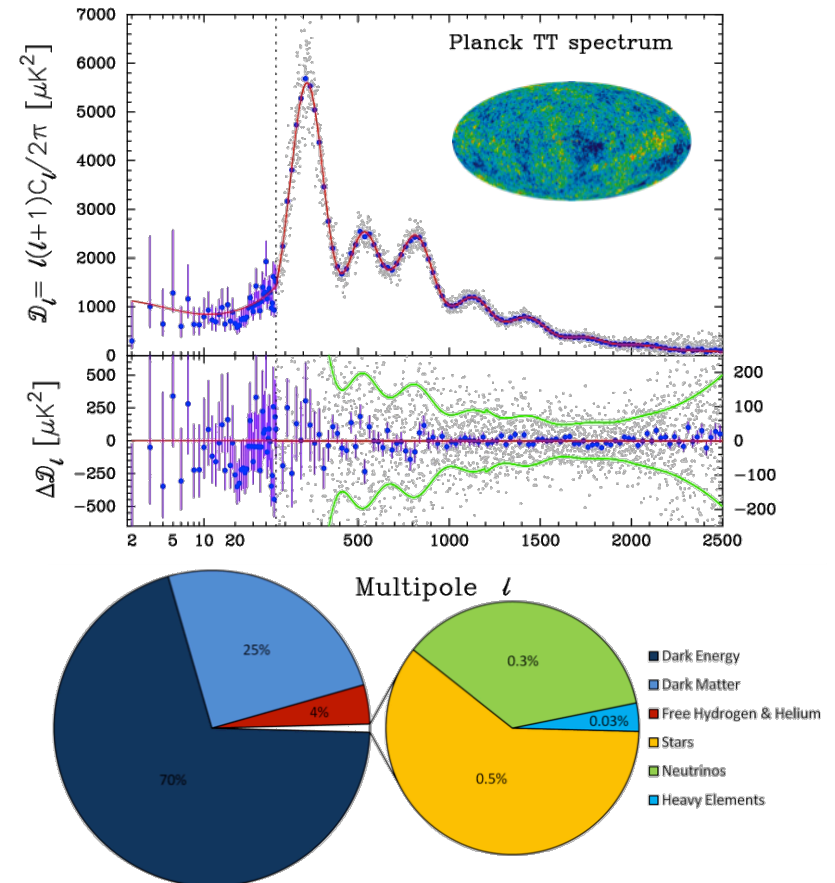 Planck TT spectrum
𝒟ℓ = ℓ(ℓ+1)Cℓ/2π [μK²]
7000
6000
5000
4000
3000
2000
1000
0
Δ𝒟ℓ [μK²]
500
250
0
−250
−500
200
100
0
−100
−200
2 5 10 20 500 1000 1500 2000 2500
Multipole ℓ
25%
4%
70%
0.3%
0.03%
0.5%
Dark Energy
Dark Matter
Free Hydrogen & Helium
Stars
Neutrinos
Heavy Elements